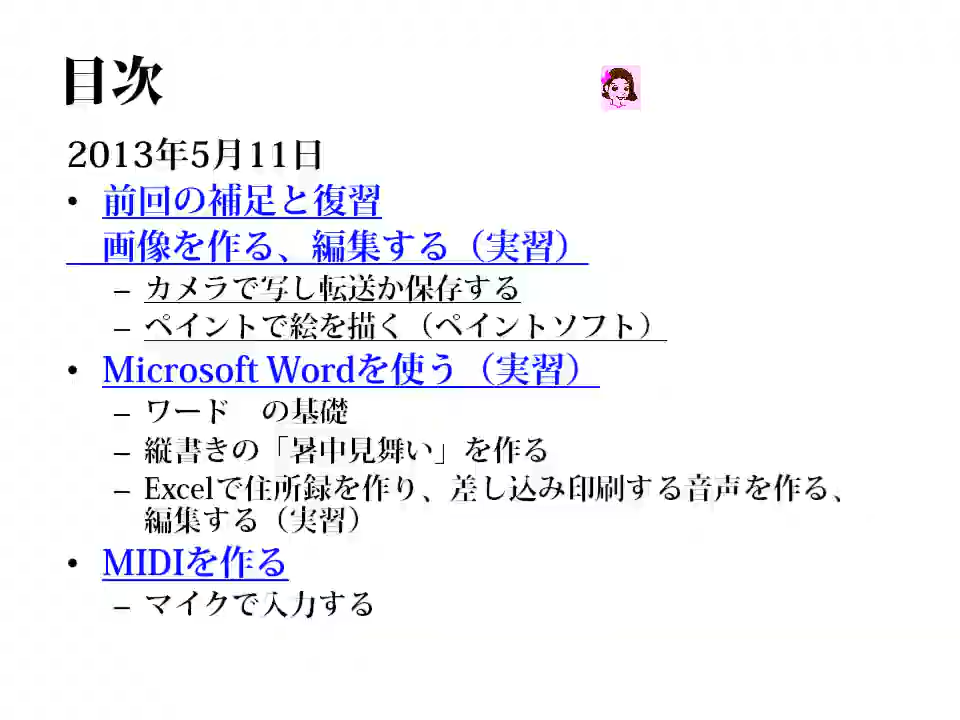 目次
2013年5月11日
• 前回の補足と復習
画像を作る、編集する（実習）
– カメラで写し転送か保存する
– ペイントで絵を描く（ペイントソフト）
• Microsoft Wordを使う（実習）
– ワード　の基礎
– 縦書きの「暑中見舞い」を作る
– Excelで住所録を作り、差し込み印刷する音声を作る、
編集する（実習）
• MIDIを作る
– マイクで入力する